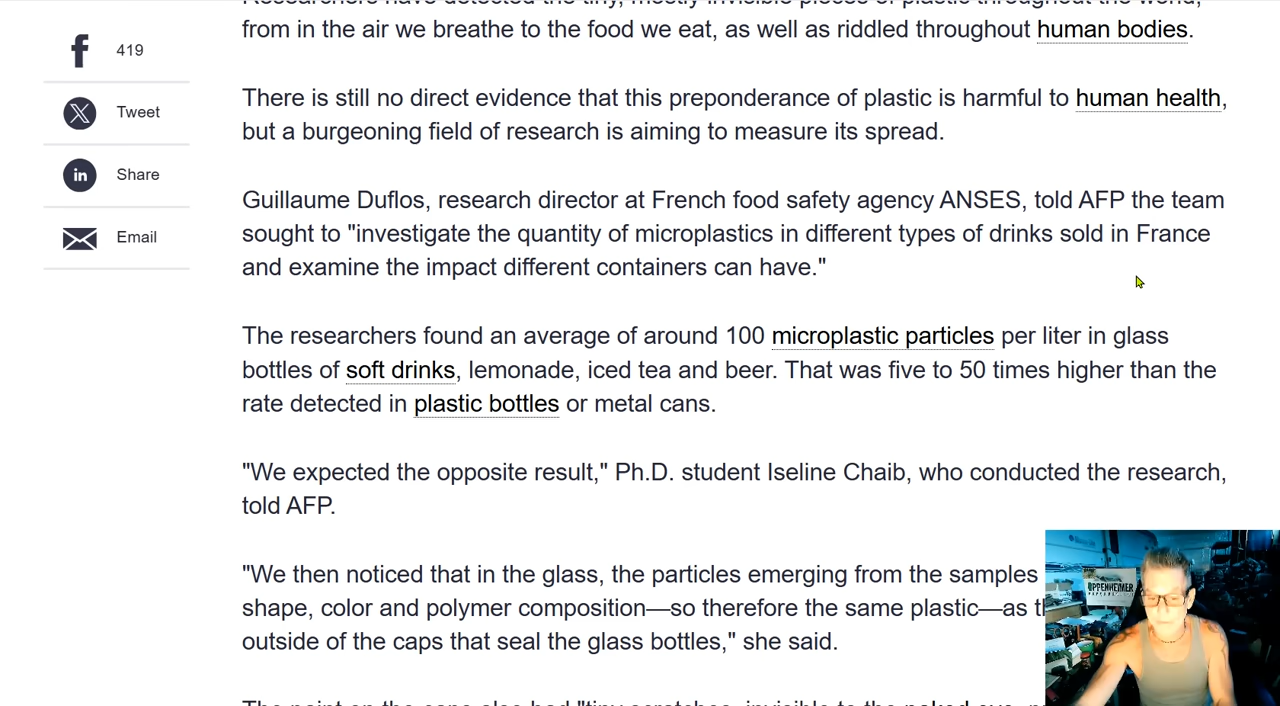 from in the air we breathe to the food we eat, as well as riddled throughout human bodies.
419
There is still no direct evidence that this preponderance of plastic is harmful to human health,
Tweet
but a burgeoning field of research is aiming to measure its spread.
Share
Guillaume Duflos, research director at French food safety agency ANSES, told AFP the team
sought to "investigate the quantity of microplastics in different types of drinks sold in France
Email
and examine the impact different containers can have."
The researchers found an average of around 100 microplastic particles per liter in glass
bottles of soft drinks, lemonade, iced tea and beer. That was five to 50 times higher than the
rate detected in plastic bottles or metal cans.
"We expected the opposite result," Ph.D. student Iseline Chaib, who conducted the research,
told AFP.
"We then noticed that in the glass, the particles emerging from the samples
shape, color and polymer composition—so therefore the same plastic—as
outside of the caps that seal the glass bottles," she said.
OPPENHEIMER